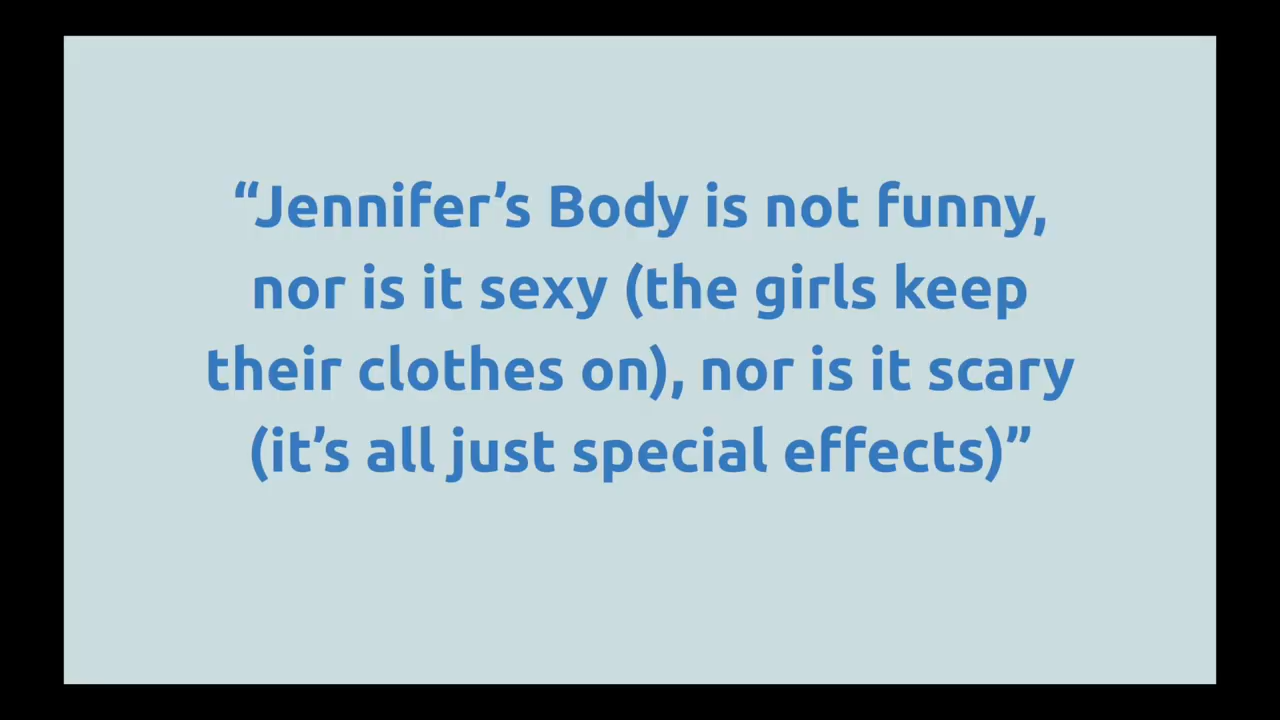 “Jennifer’s Body is not funny,
nor is it sexy (the girls keep
their clothes on), nor is it scary
(it’s all just special effects)”